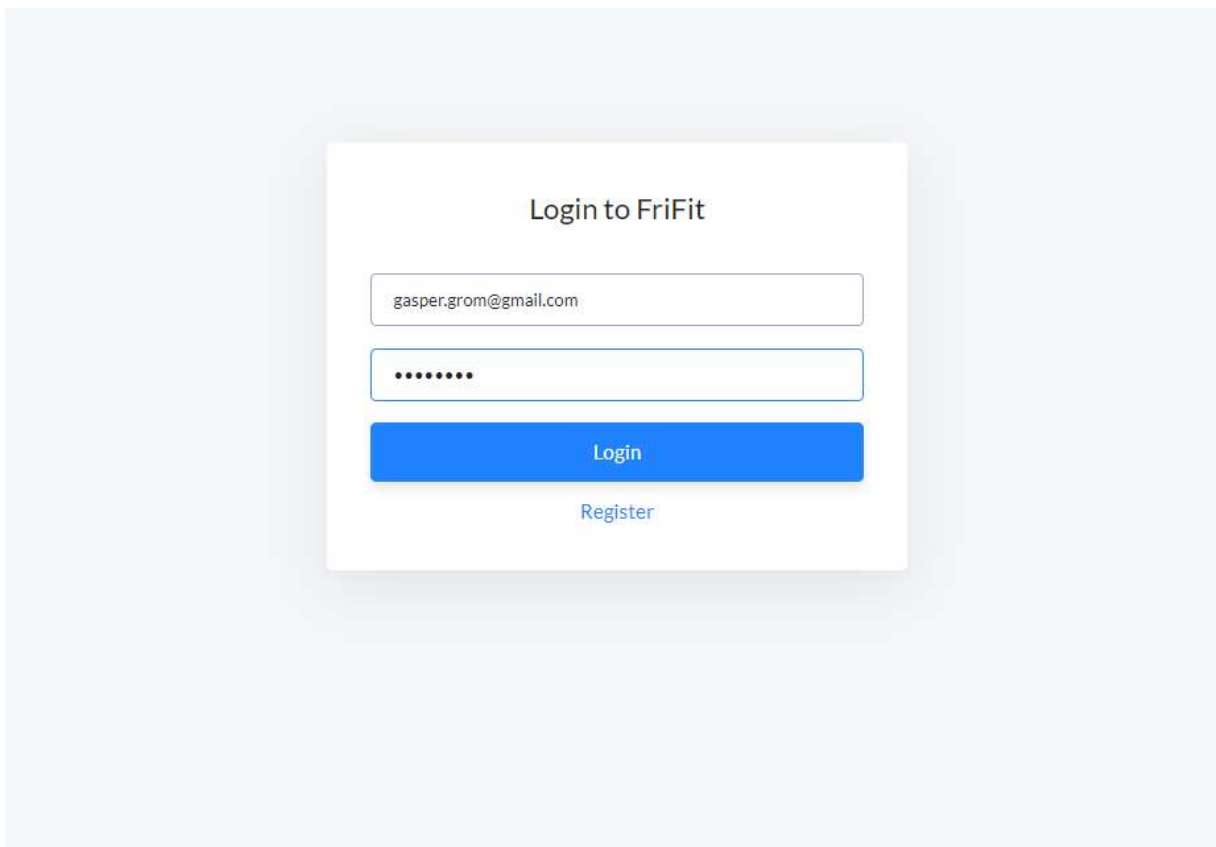 Login to FriFit
gasper.grom@gmail.com
••••••••
Login
Register